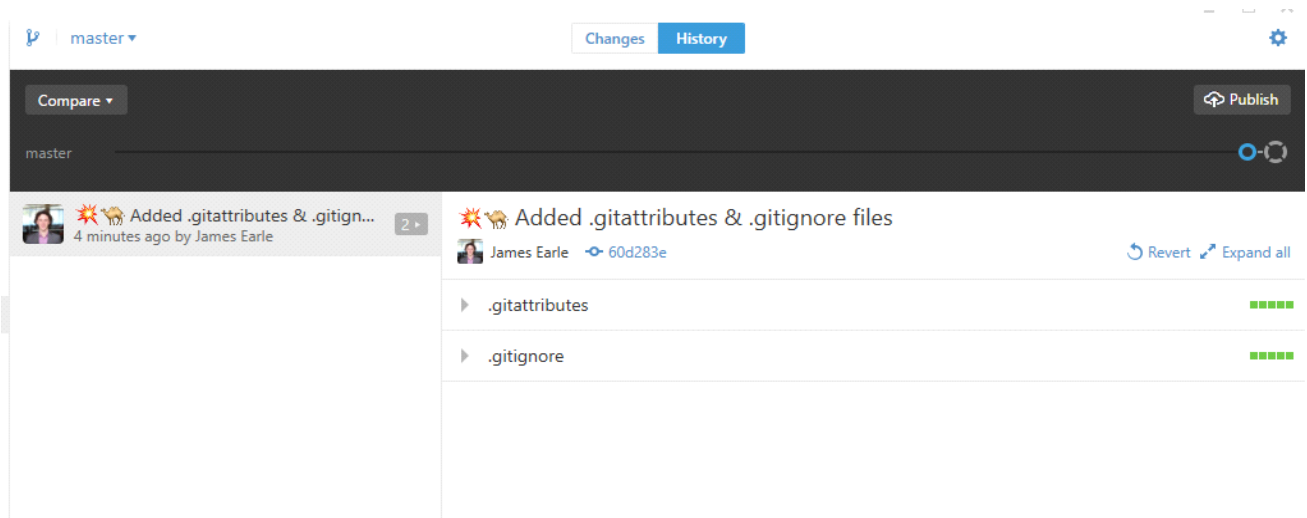 master
Changes
History
Compare
Publish
master
💥🐫 Added .gitattributes & .gitign...
4 minutes ago by James Earle
2
💥🐫 Added .gitattributes & .gitignore files
James Earle
60d283e
Revert
Expand all
.gitattributes
.gitignore